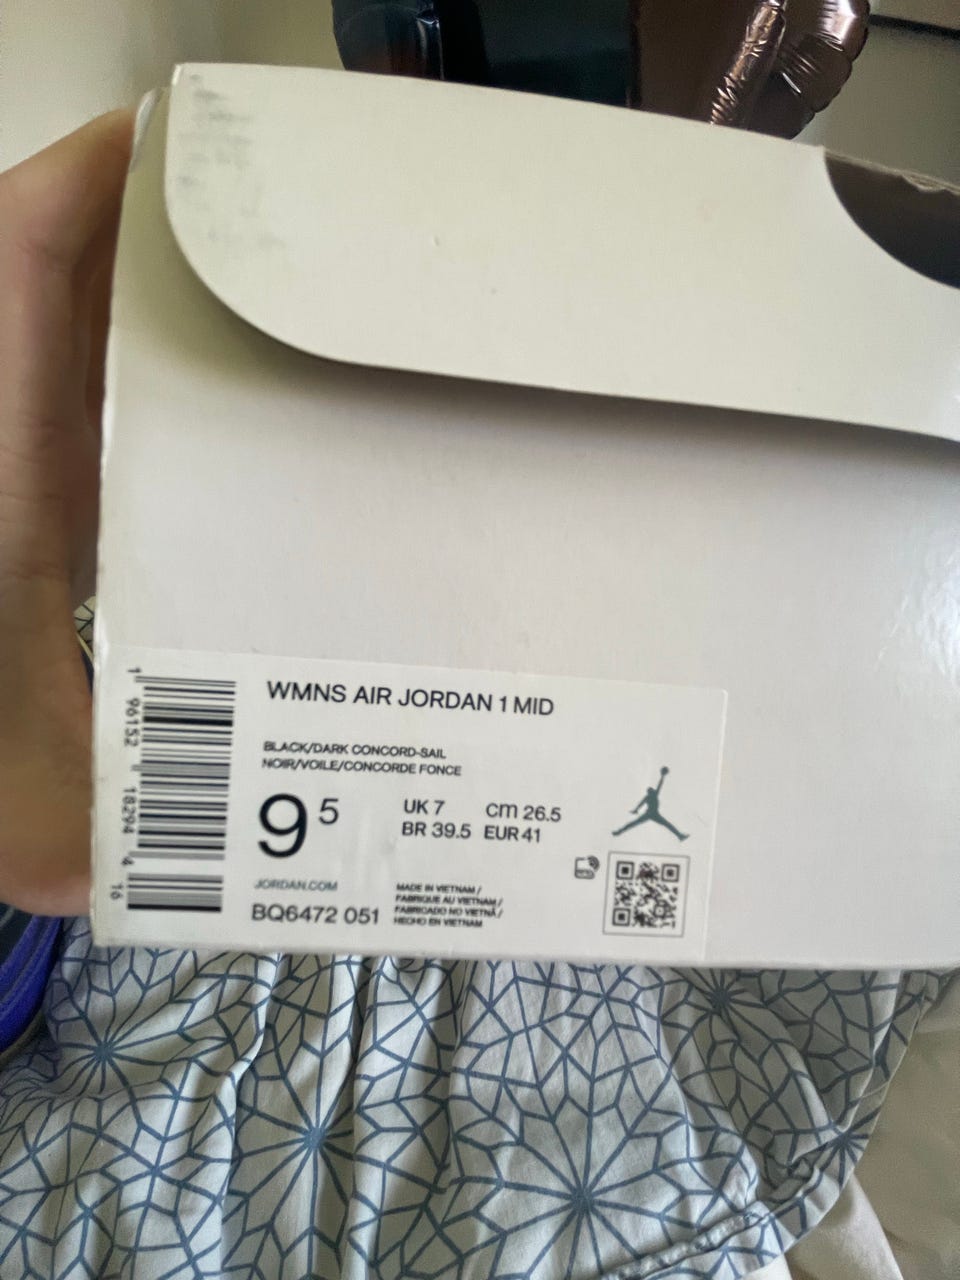 WMNS AIR JORDAN 1 MID
BLACK/DARK CONCORD-SAIL
NOIR/VOILE/CONCORDE FONCE
9 5
UK 7 cm 26.5
BR 39.5 EUR 41
JORDAN.COM
BQ6472 051
MADE IN VIETNAM /
FABRIQUE AU VIETNAM /
FABRICADO NO VIETNÃ /
HECHO EN VIETNAM
1 96152 18294 4
16